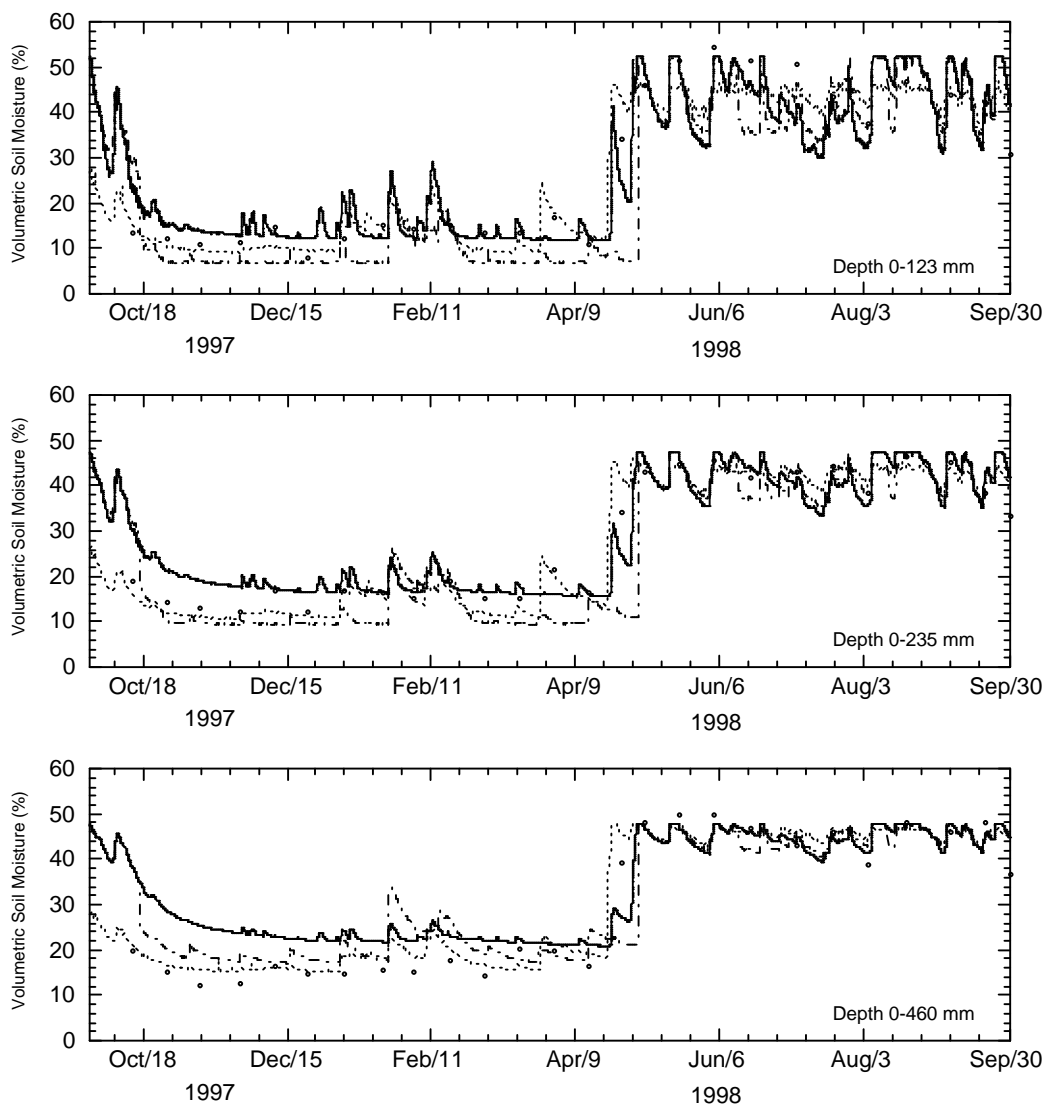 60
50
40
30
20
10
0
Volumetric Soil Moisture (%)
Depth 0-123 mm
Oct/18 Dec/15 Feb/11 Apr/9 Jun/6 Aug/3 Sep/30
1997 1998
60
50
40
30
20
10
0
Volumetric Soil Moisture (%)
Depth 0-235 mm
Oct/18 Dec/15 Feb/11 Apr/9 Jun/6 Aug/3 Sep/30
1997 1998
60
50
40
30
20
10
0
Volumetric Soil Moisture (%)
Depth 0-460 mm
Oct/18 Dec/15 Feb/11 Apr/9 Jun/6 Aug/3 Sep/30
1997 1998